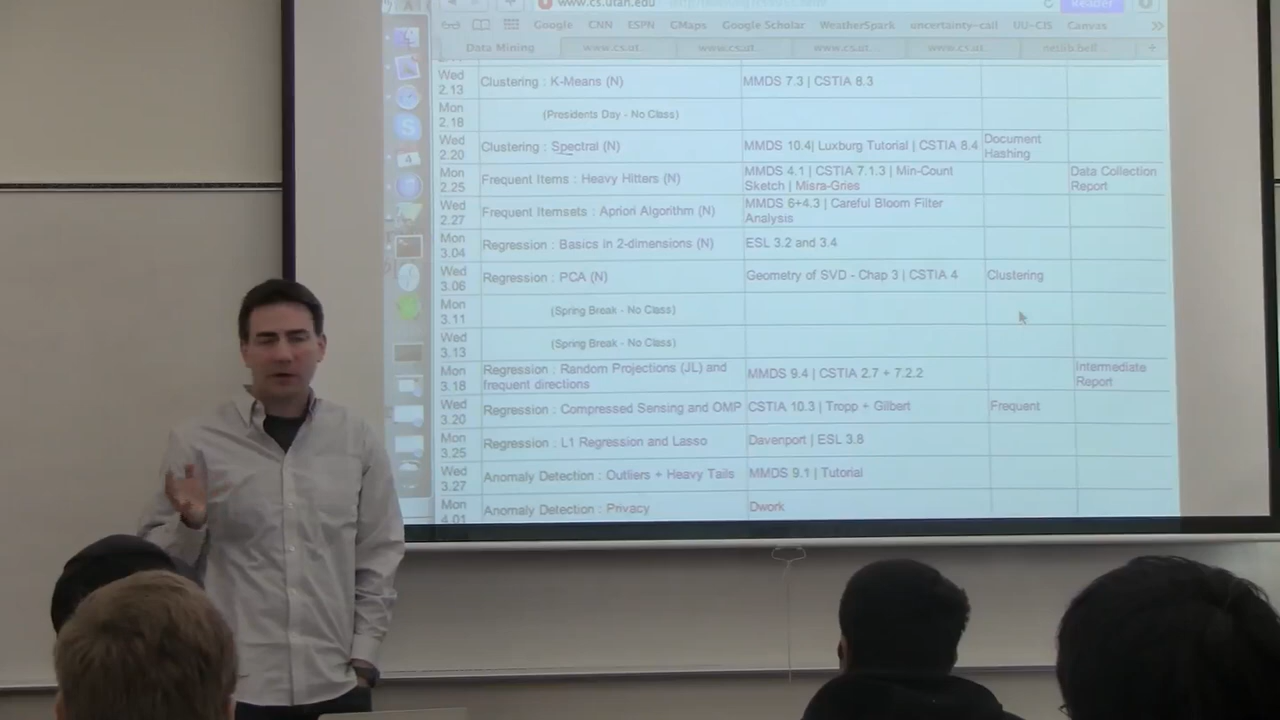 www.cs.utah.edu
Reader
Google CNN ESPN CMaps Google Scholar WeatherSpark uncertainty-call UU-CIS Canvas
Data Mining www.cs.ut... www.cs.ut... netlib.bell...
Wed 2.13 Clustering : K-Means (N) MMDS 7.3 | CSTIA 8.3
Mon 2.18 (Presidents Day - No Class)
Wed 2.20 Clustering : Spectral (N) MMDS 10.4| Luxburg Tutorial | CSTIA 8.4 Document Hashing
Mon 2.25 Frequent Items : Heavy Hitters (N) MMDS 4.1 | CSTIA 7.1.3 | Min-Count Sketch | Misra-Gries Data Collection Report
Wed 2.27 Frequent Itemsets : Apriori Algorithm (N) MMDS 6+4.3 | Careful Bloom Filter Analysis
Mon 3.04 Regression : Basics in 2-dimensions (N) ESL 3.2 and 3.4
Wed 3.06 Regression : PCA (N) Geometry of SVD - Chap 3 | CSTIA 4 Clustering
Mon 3.11 (Spring Break - No Class)
Wed 3.13 (Spring Break - No Class)
Mon 3.18 Regression : Random Projections (JL) and frequent directions MMDS 9.4 | CSTIA 2.7 + 7.2.2 Intermediate Report
Wed 3.20 Regression : Compressed Sensing and OMP CSTIA 10.3 | Tropp + Gilbert Frequent
Mon 3.25 Regression : L1 Regression and Lasso Davenport | ESL 3.8
Wed 3.27 Anomaly Detection : Outliers + Heavy Tails MMDS 9.1 | Tutorial
Mon 4.01 Anomaly Detection : Privacy Dwork